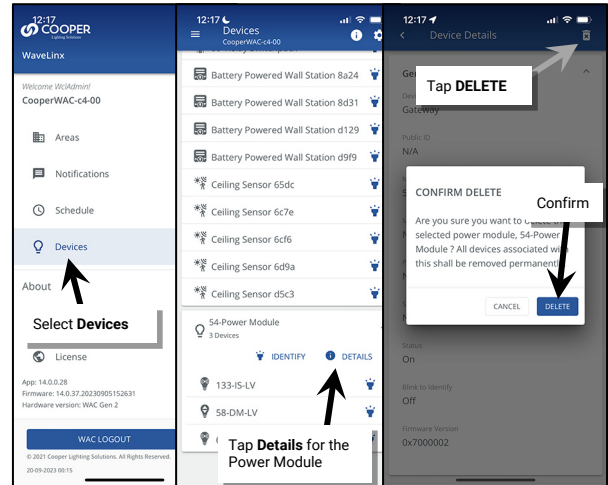 12:17
COOPER
Lighting Solutions
WaveLinx
Welcome WclAdmin!
CooperWAC-c4-00
Areas
Notifications
Schedule
Devices
About
Select Devices
License
App: 14.0.0.28
Firmware: 14.0.37.20230905152631
Hardware version: WAC Gen 2
WAC LOGOUT
© 2021 Cooper Lighting Solutions. All Rights Reserved.
20-09-2023 00:15
12:17
Devices
CooperWAC-c4-00
Battery Powered Wall Station 8a24
Battery Powered Wall Station 8d31
Battery Powered Wall Station d129
Battery Powered Wall Station d9f9
Ceiling Sensor 65dc
Ceiling Sensor 6c7e
Ceiling Sensor 6cf6
Ceiling Sensor 6d9a
Ceiling Sensor d5c3
54-Power Module
3 Devices
IDENTIFY
DETAILS
133-IS-LV
58-DM-LV
Tap Details for the
Power Module
12:17
Device Details
Tap DELETE
Gateway
Public ID
N/A
CONFIRM DELETE
Confirm
Are you sure you want to
selected power module, 54-Power
Module ? All devices associated with
this shall be removed permanently
CANCEL
DELETE
Status
On
Blink to Identify
Off
Firmware Version
0x7000002